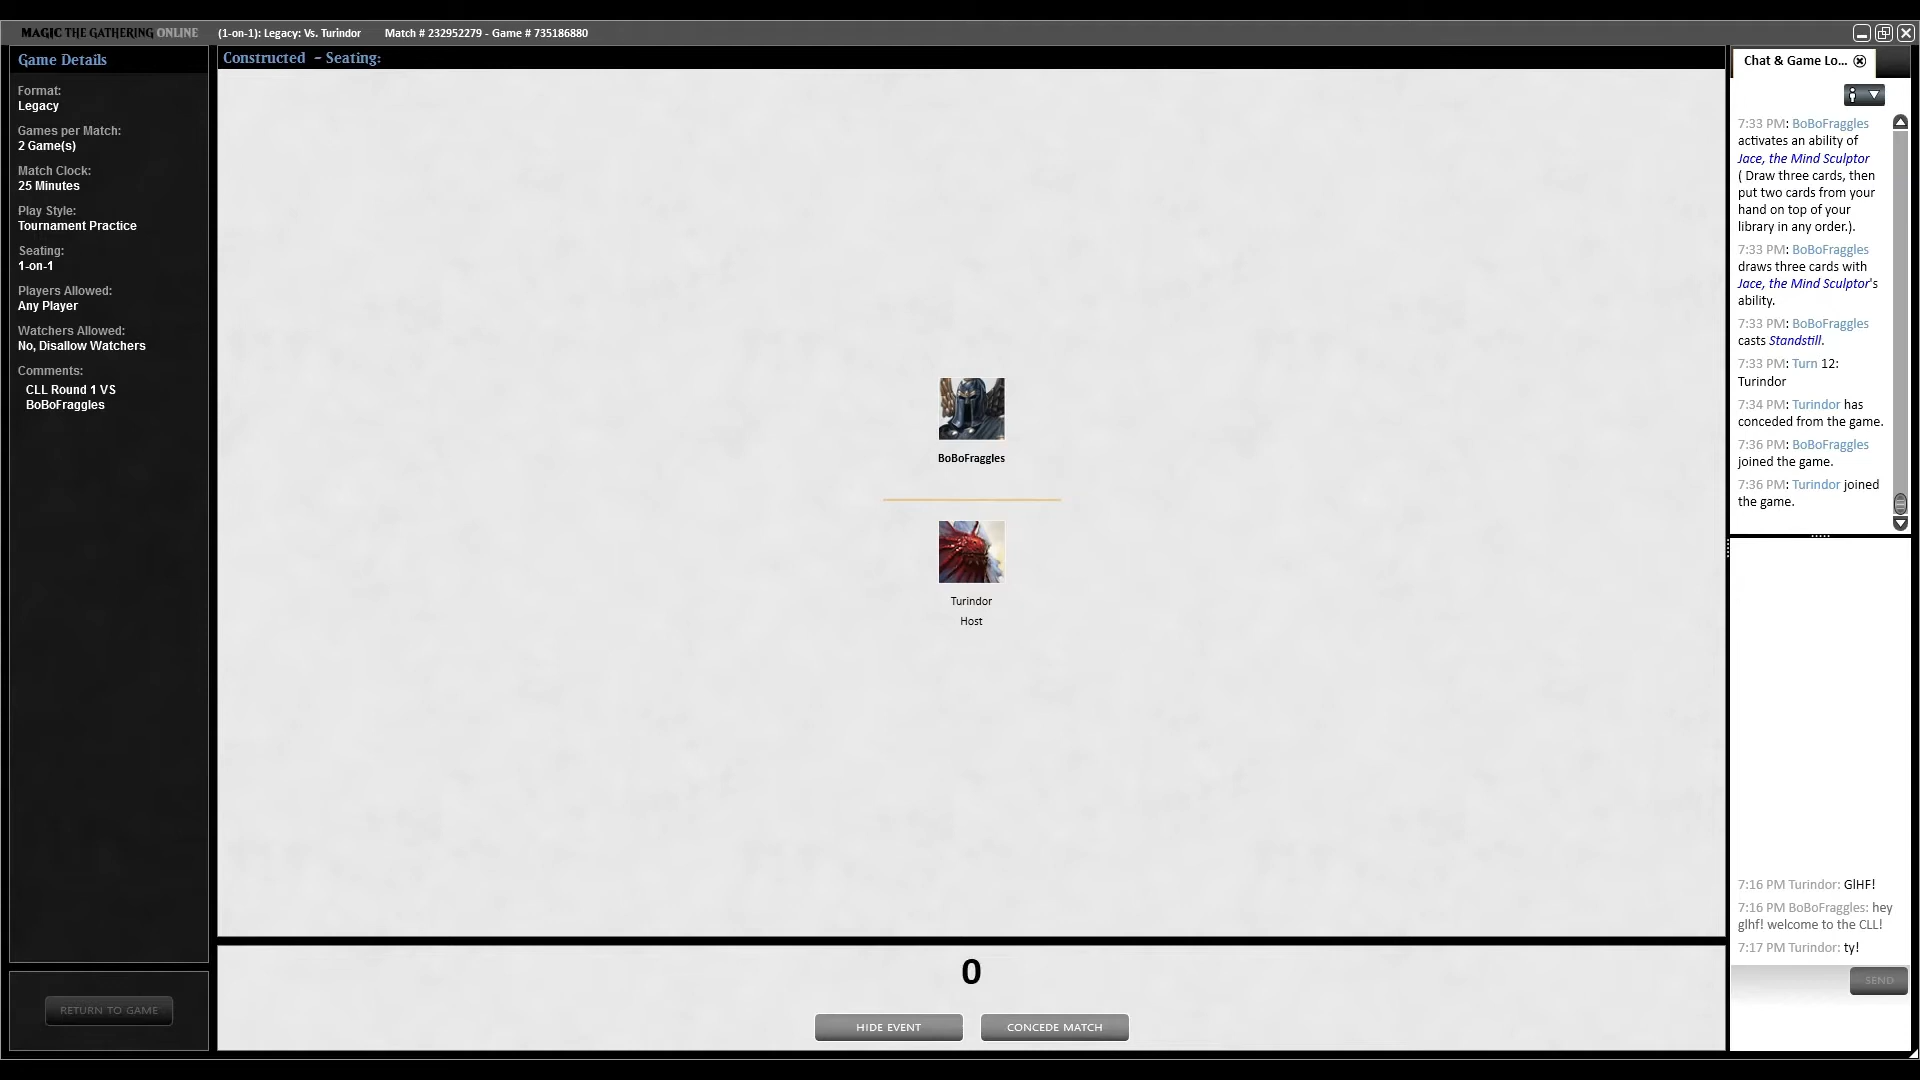 MAGIC THE GATHERING ONLINE (1-on-1): Legacy: Vs. Turindor Match # 232952279 - Game # 735186880
Game Details
Format:
Legacy
Games per Match:
2 Game(s)
Match Clock:
25 Minutes
Play Style:
Tournament Practice
Seating:
1-on-1
Players Allowed:
Any Player
Watchers Allowed:
No, Disallow Watchers
Comments:
CLL Round 1 VS
BoBoFraggles
RETURN TO GAME
Constructed - Seating:
BoBoFraggles
Turindor
Host
0
HIDE EVENT
CONCEDE MATCH
Chat & Game Lo...
7:33 PM: BoBoFraggles
activates an ability of
Jace, the Mind Sculptor
( Draw three cards, then
put two cards from your
hand on top of your
library in any order.).
7:33 PM: BoBoFraggles
draws three cards with
Jace, the Mind Sculptor's
ability.
7:33 PM: BoBoFraggles
casts Standstill.
7:33 PM: Turn 12:
Turindor
7:34 PM: Turindor has
conceded from the game.
7:36 PM: BoBoFraggles
joined the game.
7:36 PM: Turindor joined
the game.
7:16 PM Turindor: GlHF!
7:16 PM BoBoFraggles: hey
glhf! welcome to the CLL!
7:17 PM Turindor: ty!
SEND